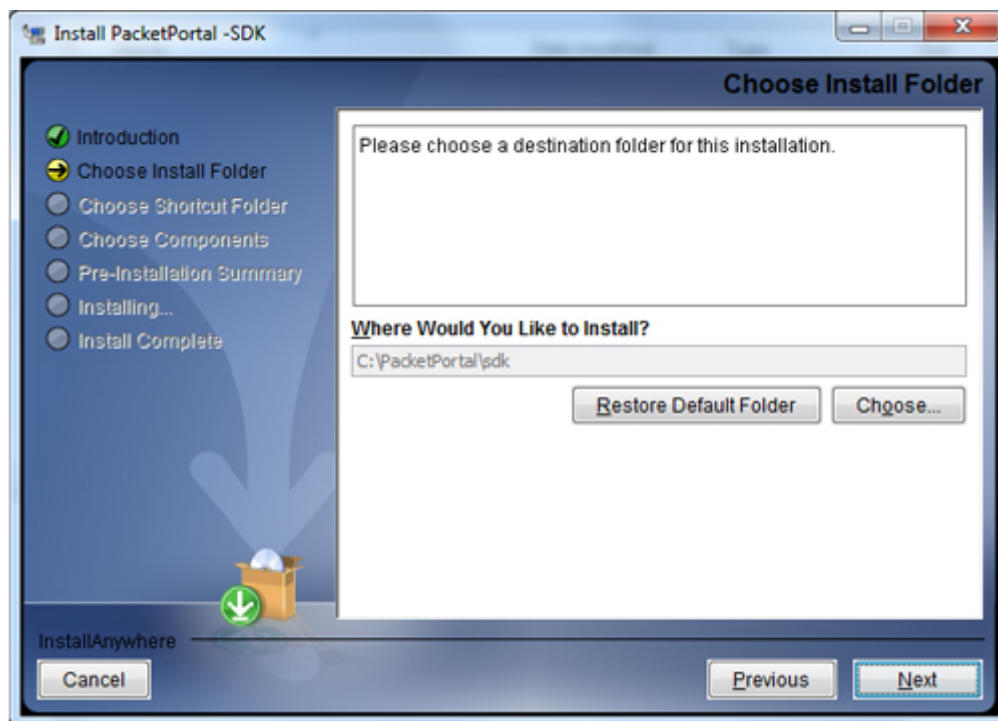 Install PacketPortal -SDK
Choose Install Folder
Introduction
Choose Install Folder
Choose Shortcut Folder
Choose Components
Pre-Installation Summary
Installing...
Install Complete
Please choose a destination folder for this installation.
Where Would You Like to Install?
C:\PacketPortal\sdk
Restore Default Folder
Choose...
InstallAnywhere
Cancel
Previous
Next